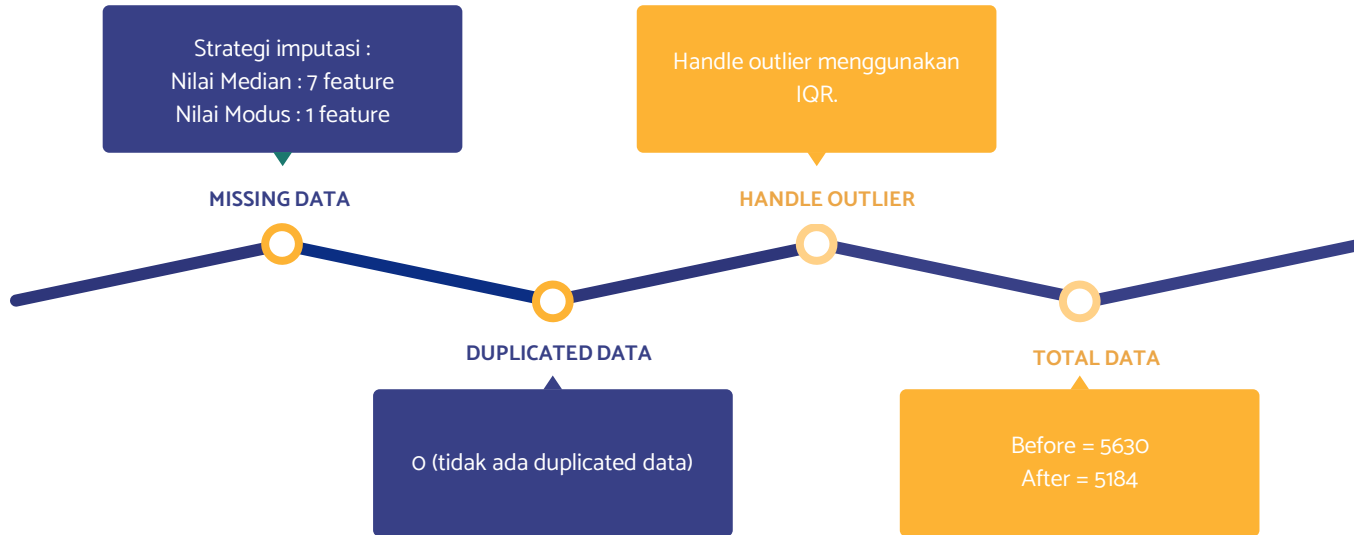 Strategi imputasi :
Nilai Median : 7 feature
Nilai Modus : 1 feature
MISSING DATA
DUPLICATED DATA
0 (tidak ada duplicated data)
Handle outlier menggunakan
IQR.
HANDLE OUTLIER
TOTAL DATA
Before = 5630
After = 5184